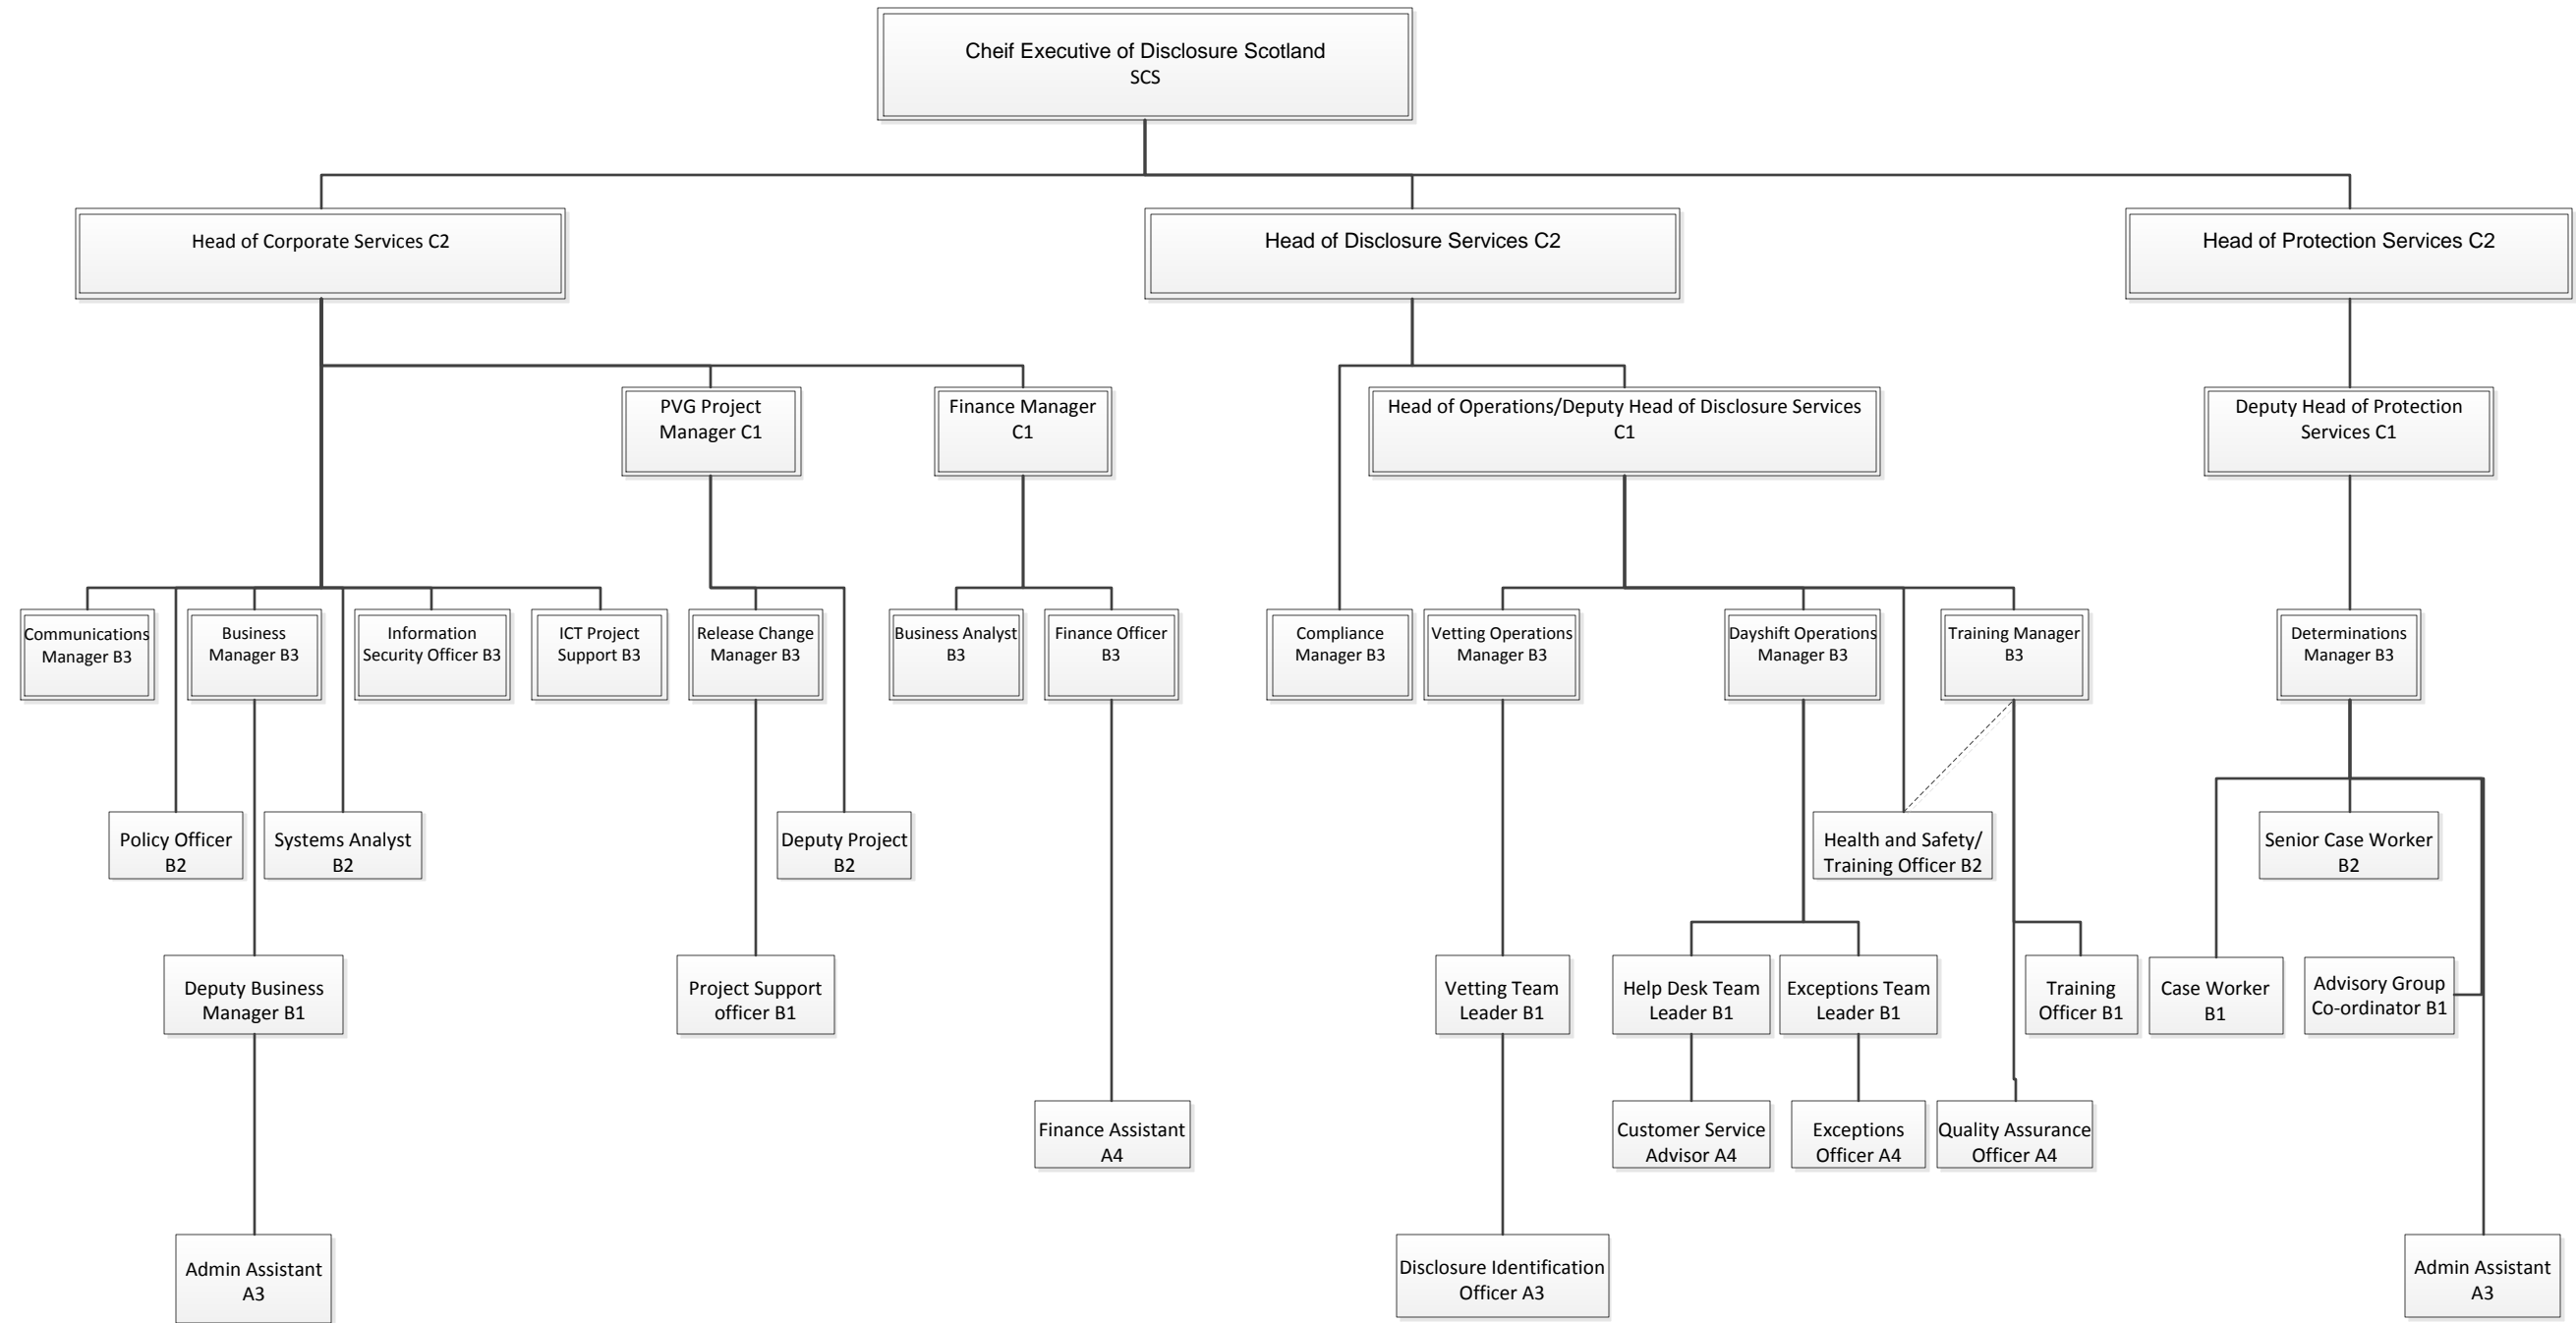 Cheif Executive of Disclosure Scotland
SCS
Head of Corporate Services C2
Head of Disclosure Services C2
Head of Protection Services C2
PVG Project
Manager C1
Finance Manager
C1
Head of Operations/Deputy Head of Disclosure Services
C1
Deputy Head of Protection
Services C1
Communications
Manager B3
Business
Manager B3
Information
Security Officer B3
ICT Project
Support B3
Release Change
Manager B3
Business Analyst
B3
Finance Officer
B3
Compliance
Manager B3
Vetting Operations
Manager B3
Dayshift Operations
Manager B3
Training Manager
B3
Determinations
Manager B3
Policy Officer
B2
Systems Analyst
B2
Deputy Project
B2
Health and Safety/
Training Officer B2
Senior Case Worker
B2
Deputy Business
Manager B1
Project Support
officer B1
Vetting Team
Leader B1
Help Desk Team
Leader B1
Exceptions Team
Leader B1
Training
Officer B1
Case Worker
B1
Advisory Group
Co-ordinator B1
Finance Assistant
A4
Customer Service
Advisor A4
Exceptions
Officer A4
Quality Assurance
Officer A4
Admin Assistant
A3
Disclosure Identification
Officer A3
Admin Assistant
A3